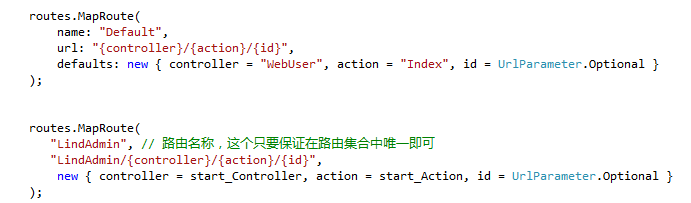 routes.MapRoute(
name: "Default",
url: "{controller}/{action}/{id}",
defaults: new { controller = "WebUser", action = "Index", id = UrlParameter.Optional }
);
routes.MapRoute(
"LindAdmin", // 路由名称，这个只要保证在路由集合中唯一即可
"LindAdmin/{controller}/{action}/{id}",
new { controller = start_Controller, action = start_Action, id = UrlParameter.Optional }
);